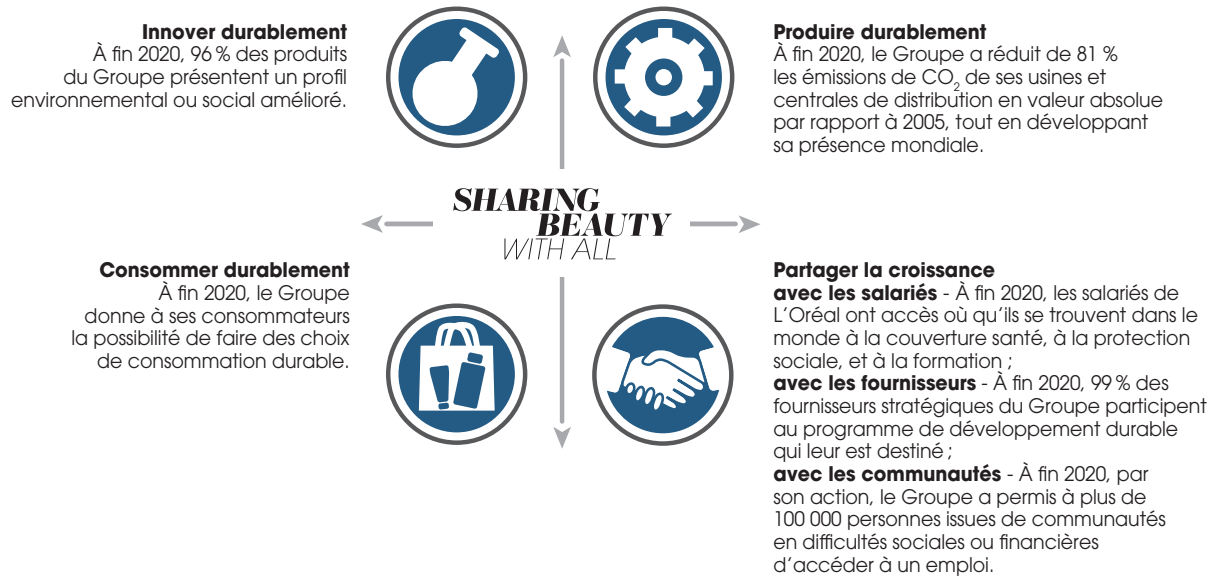 Innover durablement
À fin 2020, 96 % des produits
du Groupe présentent un profil
environnemental ou social amélioré.
Produire durablement
À fin 2020, le Groupe a réduit de 81 %
les émissions de CO2 de ses usines et
centrales de distribution en valeur absolue
par rapport à 2005, tout en développant
sa présence mondiale.
SHARING
BEAUTY
WITH ALL
Consommer durablement
À fin 2020, le Groupe
donne à ses consommateurs
la possibilité de faire des choix
de consommation durable.
Partager la croissance
avec les salariés - À fin 2020, les salariés de
L'Oréal ont accès où qu'ils se trouvent dans le
monde à la couverture santé, à la protection
sociale, et à la formation ;
avec les fournisseurs - À fin 2020, 99 % des
fournisseurs stratégiques du Groupe participent
au programme de développement durable
qui leur est destiné ;
avec les communautés - À fin 2020, par
son action, le Groupe a permis à plus de
100 000 personnes issues de communautés
en difficultés sociales ou financières
d'accéder à un emploi.